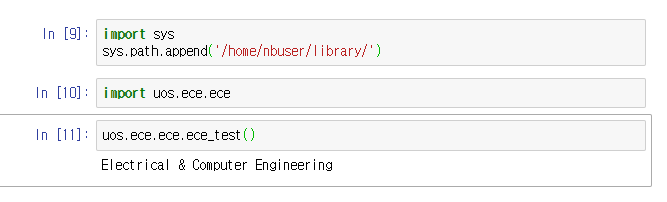 In [9]: import sys
sys.path.append('/home/nbuser/library/')
In [10]: import uos.ece.ece
In [11]: uos.ece.ece.ece_test()
Electrical & Computer Engineering